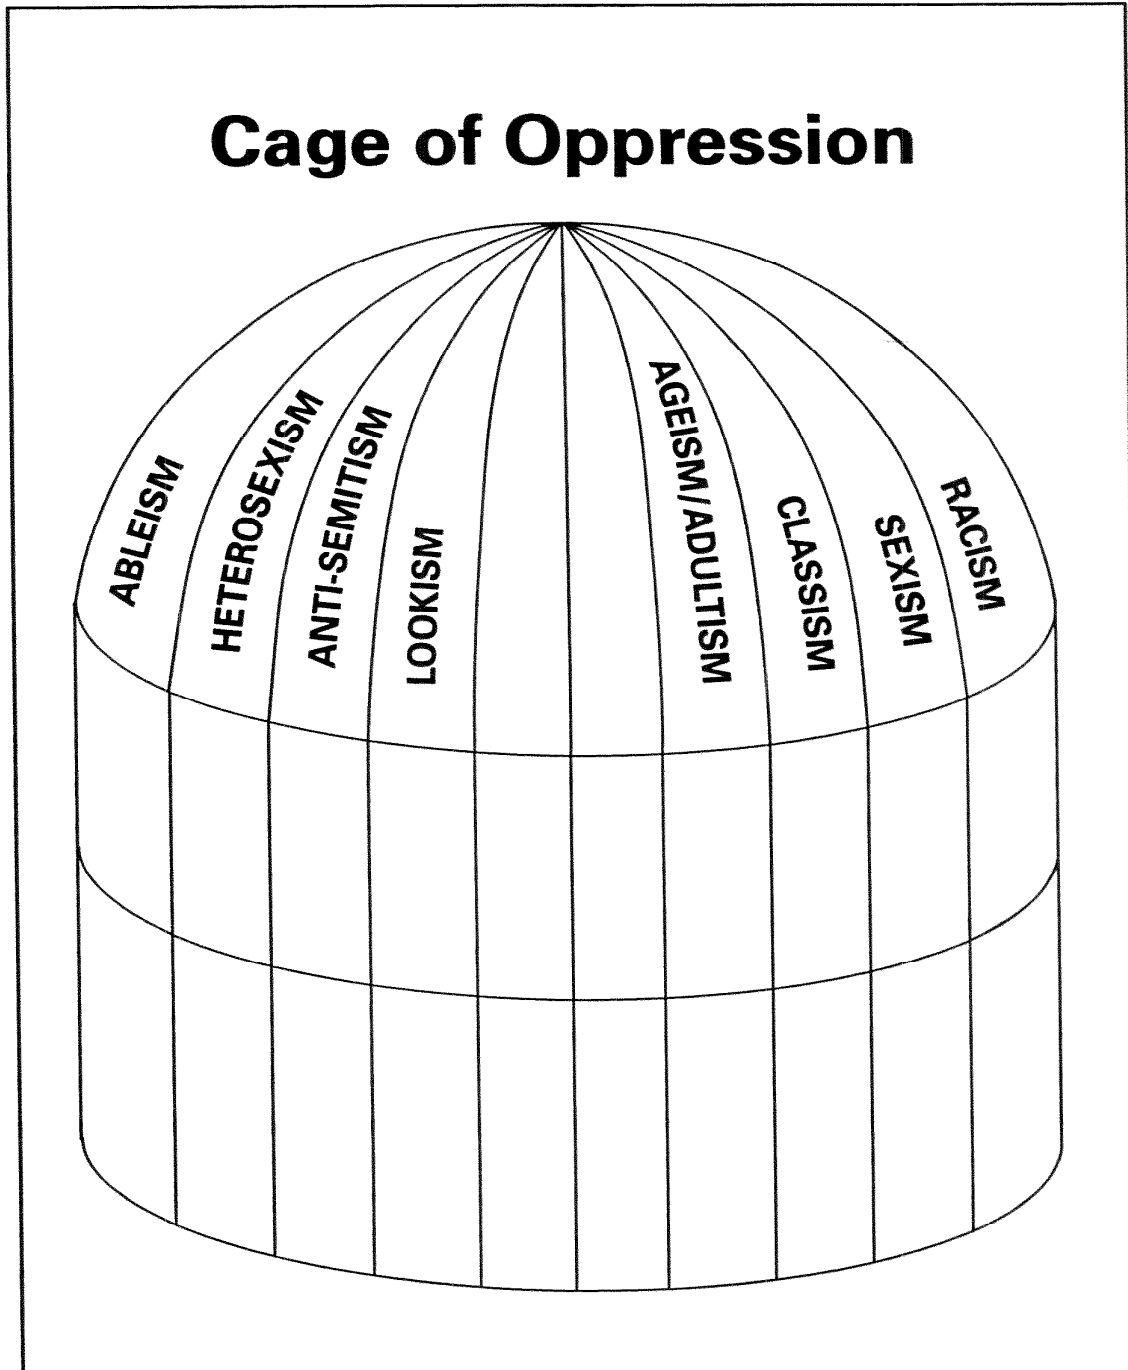 Cage of Oppression
ABLEISM
HETEROSEXISM
ANTI-SEMITISM
LOOKISM
AGEISM/ADULTISM
CLASSISM
SEXISM
RACISM